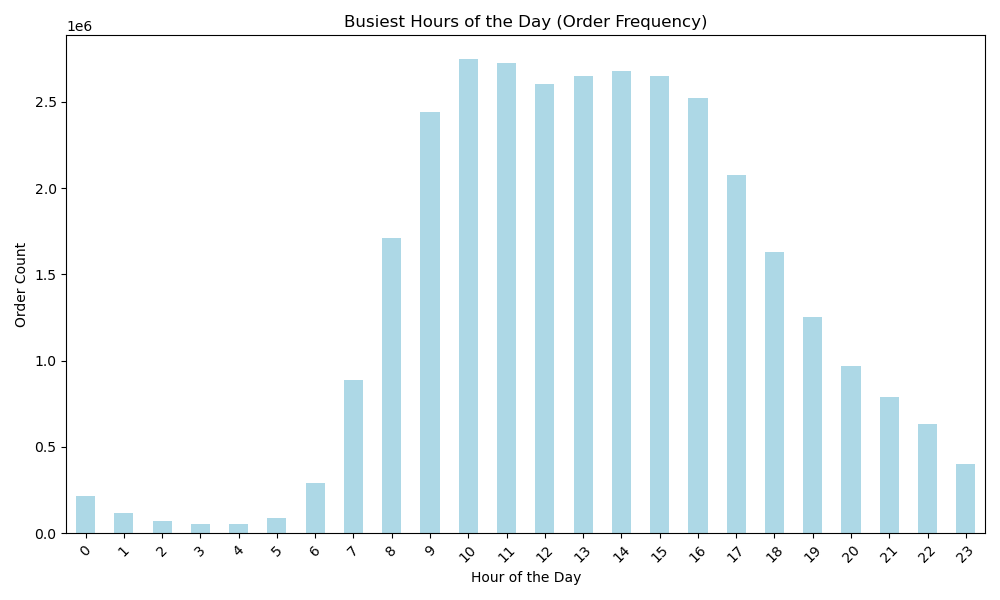 Busiest Hours of the Day (Order Frequency)
1e6
2.5
2.0
1.5
1.0
0.5
0.0
Order Count
0 1 2 3 4 5 6 7 8 9 10 11 12 13 14 15 16 17 18 19 20 21 22 23
Hour of the Day